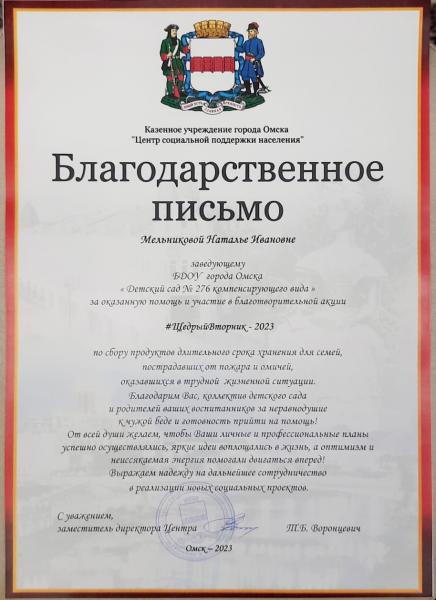 Казенное учреждение города Омска
"Центр социальной поддержки населения"
Благодарственное
письмо
Мельниковой Наталье Ивановне
заведующему
БДОУ города Омска
« Детский сад № 276 компенсирующего вида »
за оказанную помощь и участие в благотворительной акции
#ЩедрыйВторник - 2023
по сбору продуктов длительного срока хранения для семей,
пострадавших от пожара и омичей,
оказавшихся в трудной жизненной ситуации.
Благодарим Вас, коллектив детского сада
и родителей ваших воспитанников за неравнодушие
к чужой беде и готовность прийти на помощь!
От всей души желаем, чтобы Ваши личные и профессиональные планы
успешно осуществлялись, яркие идеи воплощались в жизнь, а оптимизм и
неиссякаемая энергия помогали двигаться вперед!
Выражаем надежду на дальнейшее сотрудничество
в реализации новых социальных проектов.
С уважением,
заместитель директора Центра Т.Б. Воронцевич
Омск – 2023